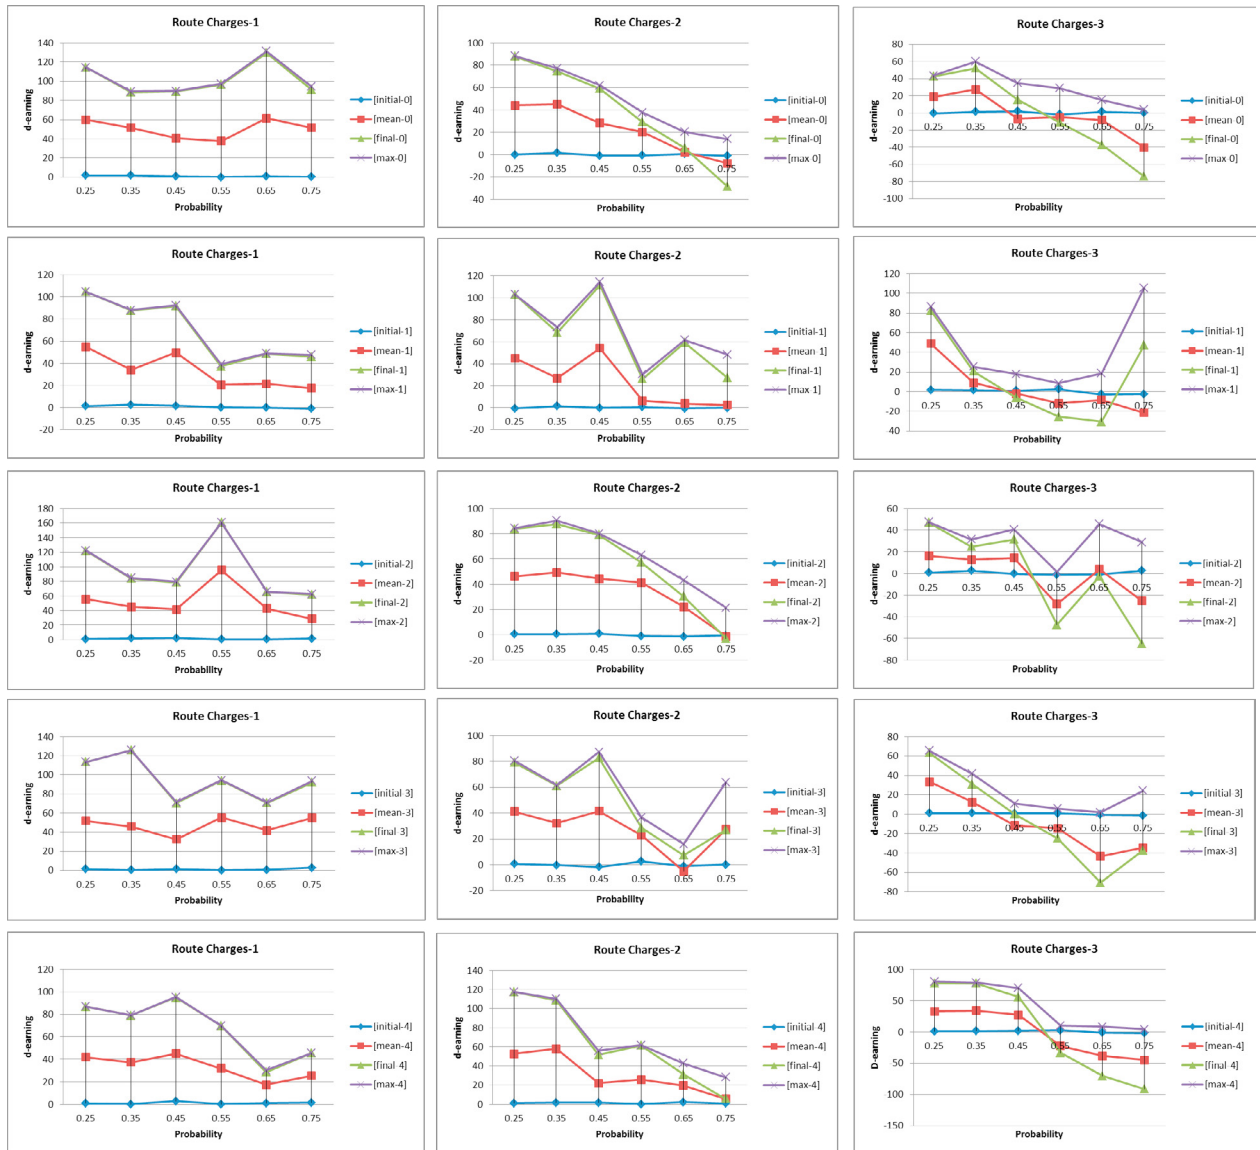 Route Charges-1
140
120
100
80
60
40
20
0
d-earning
0.25 0.35 0.45 0.55 0.65 0.75
Probability
[initial-0]
[mean-0]
[final-0]
[max-0]
Route Charges-2
100
80
60
40
20
0
-20
40
d-earning
0.25 0.35 0.45 0.55 0.65 0.75
Probability
[initial-0]
[mean-0]
[final-0]
[max-0]
Route Charges-3
80
60
40
20
0
-20
-40
-60
-80
-100
d-earning
0.25 0.35 0.45 0.55 0.65 0.75
Probability
[initial-0]
[mean-0]
[final-0]
[max 0]
Route Charges-1
120
100
80
60
40
20
0
-20
d-earning
0.25 0.35 0.45 0.55 0.65 0.75
Probability
[initial-1]
[mean-1]
[final-1]
[max-1]
Route Charges-2
120
100
80
60
40
20
0
-20
d-earning
0.25 0.35 0.45 0.55 0.65 0.75
Probability
[initial-1]
[mean-1]
[final-1]
[max-1]
Route Charges-3
120
100
80
60
40
20
0
-20
40
d-earning
0.25 0.35 0.45 0.55 0.65 0.75
Probability
[initial-1]
[mean-1]
[final-1]
[max-1]
Route Charges-1
180
160
140
120
100
80
60
40
20
0
d-earning
0.25 0.35 0.45 0.55 0.65 0.75
Probability
[initial-2]
[mean-2]
[final-2]
[max-2]
Route Charges-2
100
80
60
40
20
0
-20
d-earning
0.25 0.35 0.45 0.55 0.65 0.75
Probability
[initial-2]
[mean-2]
[final-2]
[max-2]
Route Charges-3
60
40
20
0
-20
-40
-60
-80
d-earning
0.25 0.35 0.45 0.55 0.65 0.75
Probablity
[initial-2]
[mean-2]
[final-2]
[max-2]
Route Charges-1
140
120
100
80
60
40
20
0
d-earning
0.25 0.35 0.45 0.55 0.65 0.75
Probability
[initial 3]
[mean-3]
[final 3]
[max-3]
Route Charges-2
100
80
60
40
20
0
-20
d-earning
0.25 0.35 0.45 0.55 0.65 0.75
Probability
[initial-3]
[mean-3]
[final-3]
[max-3]
Route Charges-3
80
60
40
20
0
-20
-40
-60
-80
d-earning
0.25 0.35 0.45 0.55 0.65 0.75
Probability
[initial 3]
[mean-3]
[final 3]
[max-3]
Route Charges-1
120
100
80
60
40
20
0
d-earning
0.25 0.35 0.45 0.55 0.65 0.75
Probability
[initial-4]
[mean-4]
[final-4]
[max-4]
Route Charges-2
140
120
100
80
60
40
20
0
d-earning
0.25 0.35 0.45 0.55 0.65 0.75
Probability
[initial-4]
[mean-4]
[final-4]
[max-4]
Route Charges-3
100
50
0
-50
-100
-150
D-earning
0.25 0.35 0.45 0.55 0.65 0.75
Probability
[initial-4]
[mean-4]
[final-4]
[max-4]